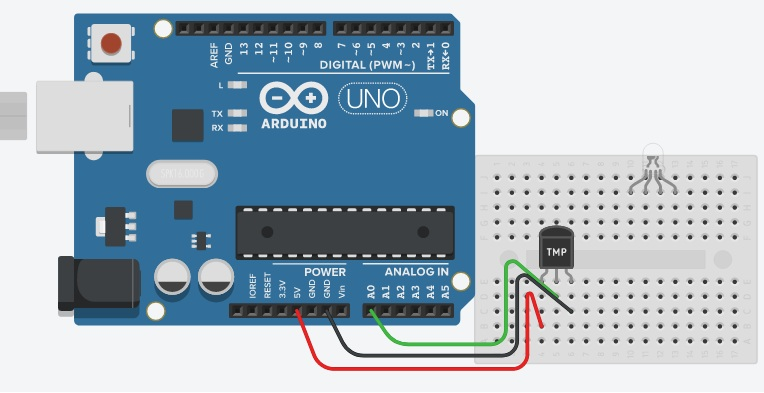 AREF
GND
13
12
~11
~10
~9
8
7
~6
~5
4
~3
2
TX→1
RX←0
DIGITAL (PWM~)
L
TX
RX
ARDUINO
UNO
ON
TMP
POWER
ANALOG IN
IOREF
RESET
3.3V
5V
GND
GND
Vin
A0
A1
A2
A3
A4
A5